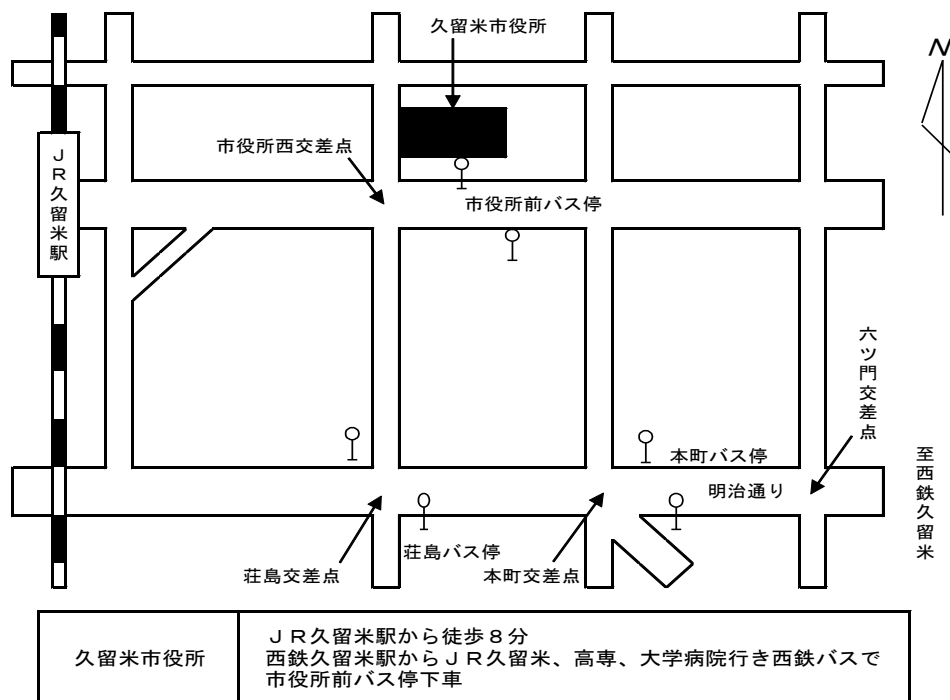 久留米市役所
N
市役所西交差点
JR久留米駅
市役所前バス停
六ツ門交差点
本町バス停
明治通り
至西鉄久留米
荘島バス停
荘島交差点
本町交差点
久留米市役所
JR久留米駅から徒歩8分
西鉄久留米駅からJR久留米、高専、大学病院行き西鉄バスで
市役所前バス停下車